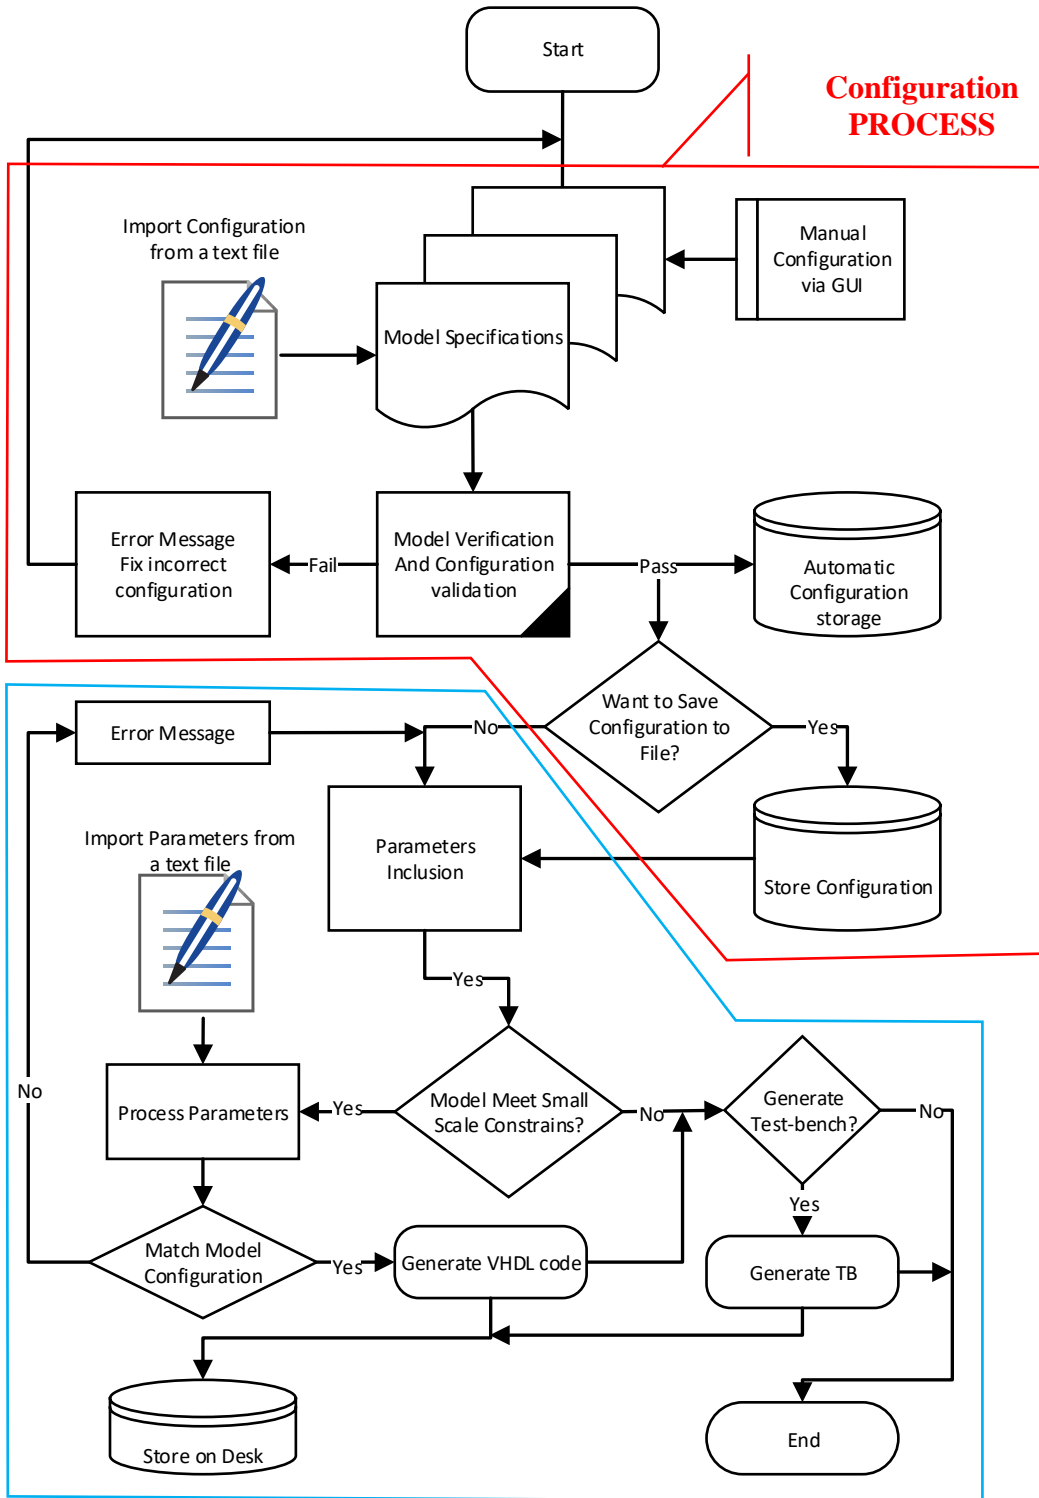 Start
Configuration
PROCESS
Import Configuration
from a text file
Manual
Configuration
via GUI
Model Specifications
Error Message
Fix incorrect
configuration
Fail
Model Verification
And Configuration
validation
Pass
Automatic
Configuration
storage
Want to Save
Configuration to
File?
No
Yes
Error Message
Import Parameters from
a text file
Parameters
Inclusion
Store Configuration
Yes
No
Process Parameters
Yes
Model Meet Small
Scale Constrains?
No
Generate
Test-bench?
No
Yes
Match Model
Configuration
Yes
Generate VHDL code
Generate TB
Store on Desk
End